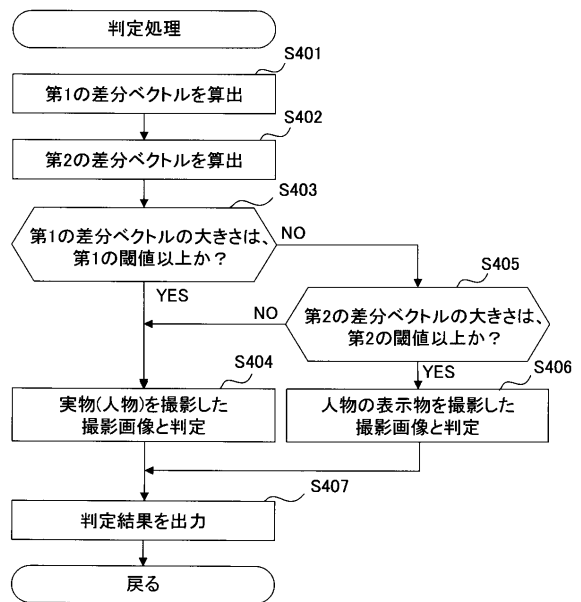 判定処理
S401
第1の差分ベクトルを算出
S402
第2の差分ベクトルを算出
S403
第1の差分ベクトルの大きさは、
第1の閾値以上か？
NO
YES
S405
第2の差分ベクトルの大きさは、
第2の閾値以上か？
NO
YES
S404
実物(人物)を撮影した
撮影画像と判定
S406
人物の表示物を撮影した
撮影画像と判定
S407
判定結果を出力
戻る